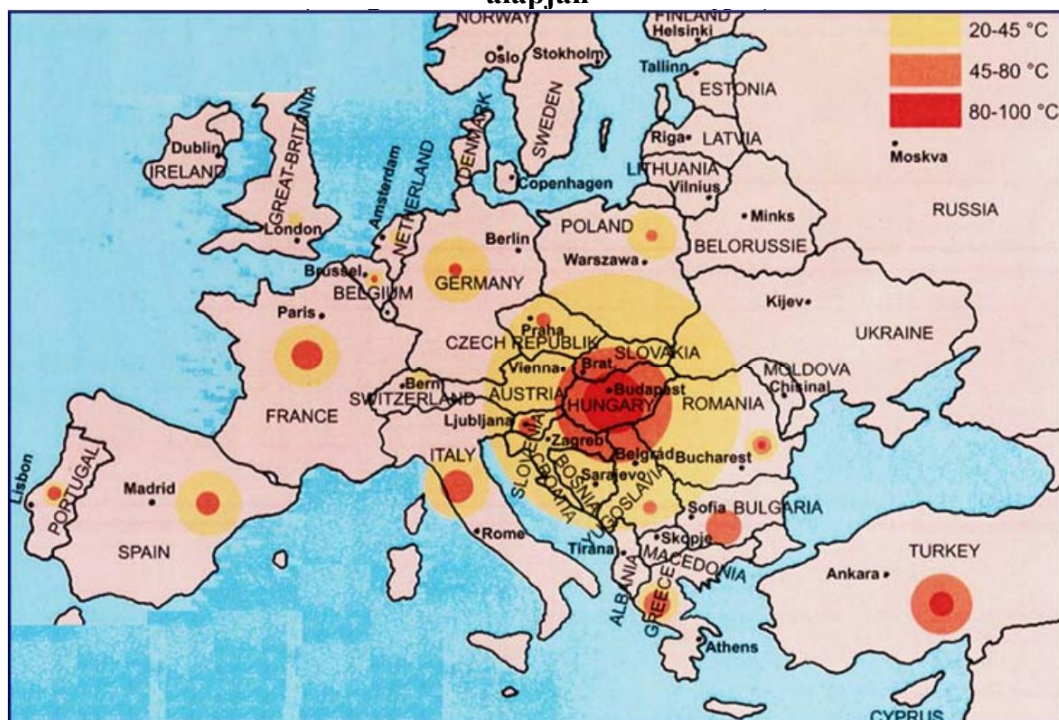 alapján
NORWAY
FINLAND
Helsinki
Oslo
Stokholm
Tallinn
ESTONIA
SWEDEN
20-45 °C
45-80 °C
80-100 °C
Riga
LATVIA
Moskva
Dublin
IRELAND
GREAT-BRITANIA
DENMARK
LITHUANIA
Vilnius
Copenhagen
Amsterdam
NETHERLAND
London
Berlin
POLAND
Minks
BELORUSSIE
RUSSIA
Warszawa
Brüssel
BELGIUM
GERMANY
Paris
Kijev
Praha
CZECH REPUBLIK
UKRAINE
SLOVAKIA
Vienna
Brat.
MOLDOVA
Chisinal
Bern
SWITZERLAND
AUSTRIA
Budapest
HUNGARY
ROMANIA
FRANCE
Ljubljana
SLOVENIA
Zagreb
CROATIA
ITALY
Belgrád
Bucharest
BOSNIA
Sarajevo
YUGOSLAVIA
Lisbon
PORTUGAL
Madrid
SPAIN
Rome
Sofia
BULGARIA
Skopje
Tirana
MACEDONIA
ALBANIA
GREECE
TURKEY
Ankara
Athens
CYPRUS